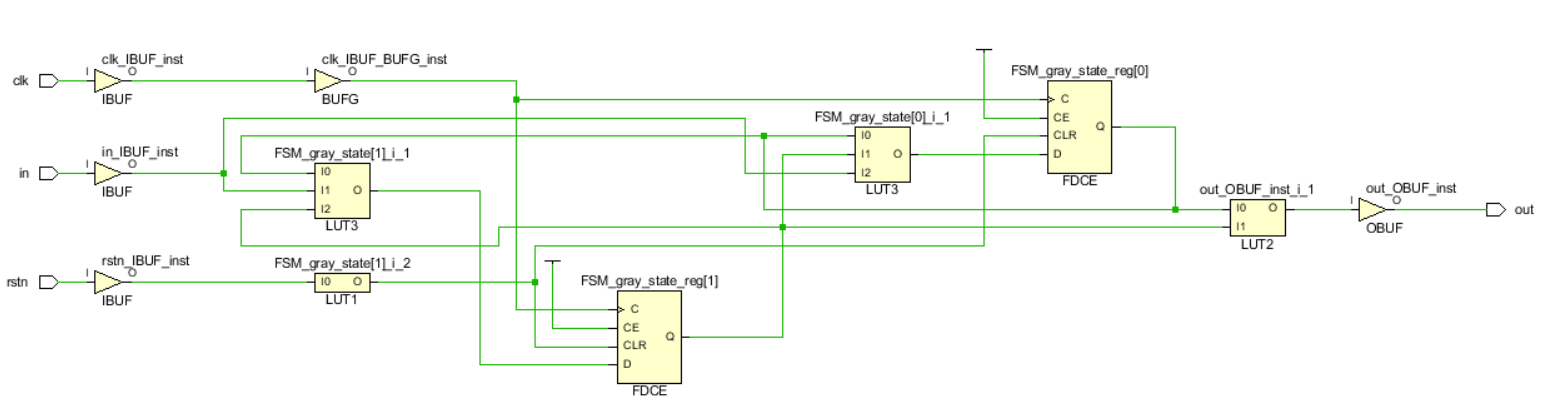 clk
clk_IBUF_inst
I
O
IBUF
clk_IBUF_BUFG_inst
I
O
BUFG
in
in_IBUF_inst
I
O
IBUF
rstn
rstn_IBUF_inst
I
O
IBUF
FSM_gray_state[1]_i_1
I0
I1
I2
O
LUT3
FSM_gray_state[1]_i_2
I0
O
LUT1
FSM_gray_state_reg[1]
C
CE
CLR
D
Q
FDCE
FSM_gray_state[0]_i_1
I0
I1
I2
O
LUT3
FSM_gray_state_reg[0]
C
CE
CLR
D
Q
FDCE
out_OBUF_inst_i_1
I0
I1
O
LUT2
out_OBUF_inst
I
O
OBUF
out